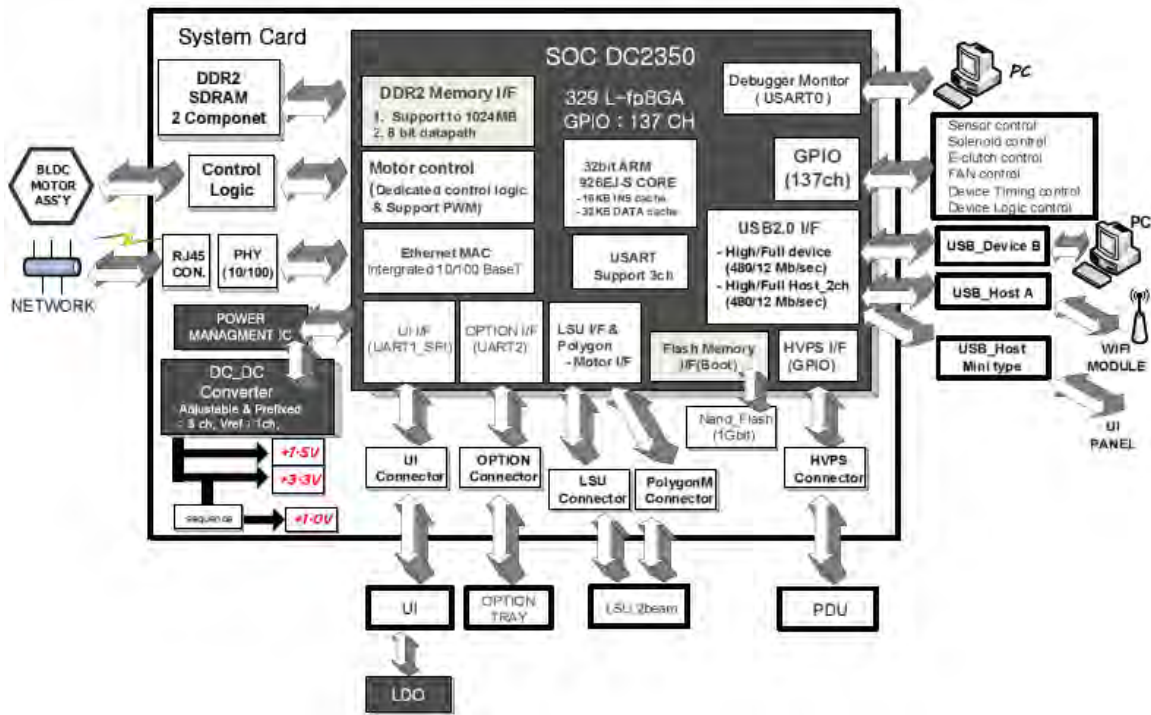 System Card
DDR2
SDRAM
2 Componet
Control
Logic
BLDC
MOTOR
ASS'Y
RJ45
CON.
PHY
(10/100)
NETWORK
POWER
MANAGMENT IC
DC_DC
Converter
Adjustable & Prefixed
: 8 ch, Vref : 1ch,
+1.5V
+3.3V
sequence
+1.0V
SOC DC2350
329 L-fpBGA
GPIO : 137 CH
DDR2 Memory I/F
1. Support to 1024MB
2. 8 bit datapath
Motor control
(Dedicated control logic
& Support PWM)
Ethernet MAC
Intergrated 10/100 BaseT
32bit ARM
926EJ-S CORE
- 16KB INS cache
- 32KB DATA cache
USART
Support 3ch
Debugger Monitor
(USART0)
GPIO
(137ch)
USB2.0 I/F
- High/Full device
(480/12 Mb/sec)
- High/Full Host_2ch
(480/12 Mb/sec)
UI I/F
(UART1_SPI)
OPTION I/F
(UART2)
LSU I/F &
Polygon
- Motor I/F
Flash Memory
I/F(Boot)
HVPS I/F
(GPIO)
Nand_Flash
(1Gbit)
UI
Connector
OPTION
Connector
LSU
Connector
PolygonM
Connector
HVPS
Connector
UI
OPTION
TRAY
LSU 2beam
PDU
LDO
PC
Sensor control
Solenoid control
E-clutch control
FAN control
Device Timing control
Device Logic control
USB_Device B
PC
USB_Host A
USB_Host
Mini type
WIFI
MODULE
UI
PANEL